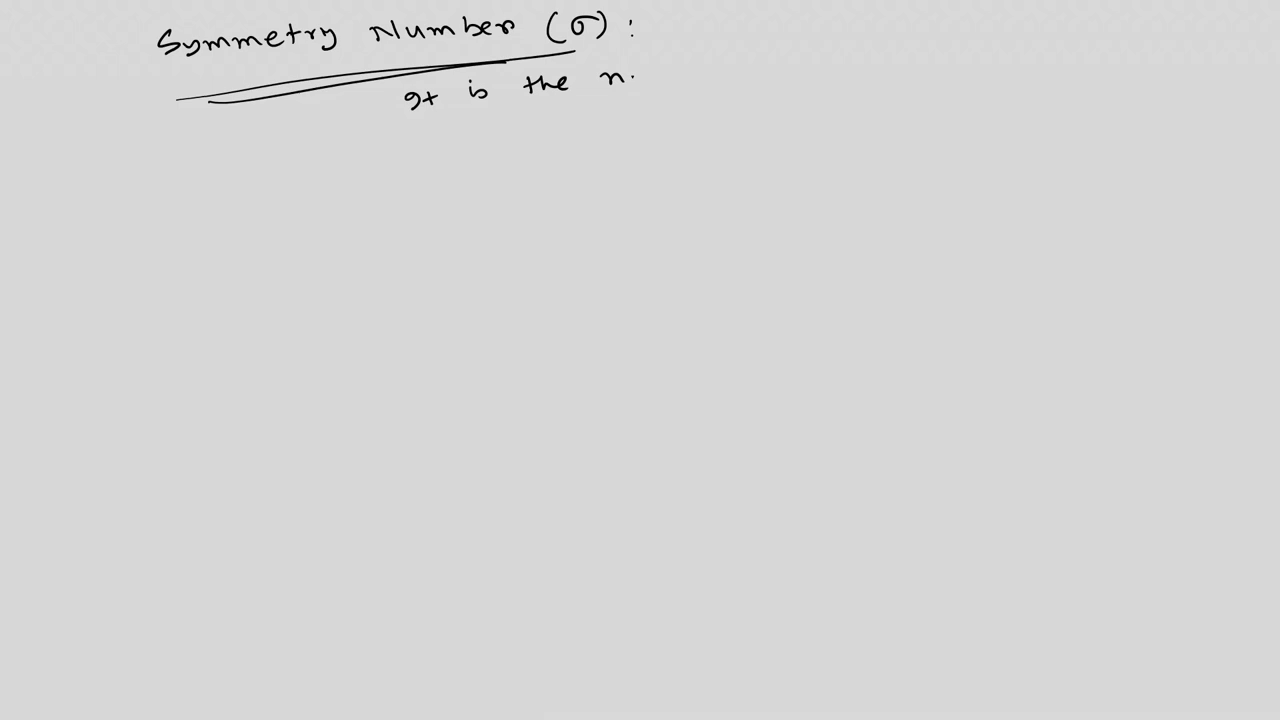 Symmetry Number (σ) :
It is the n.